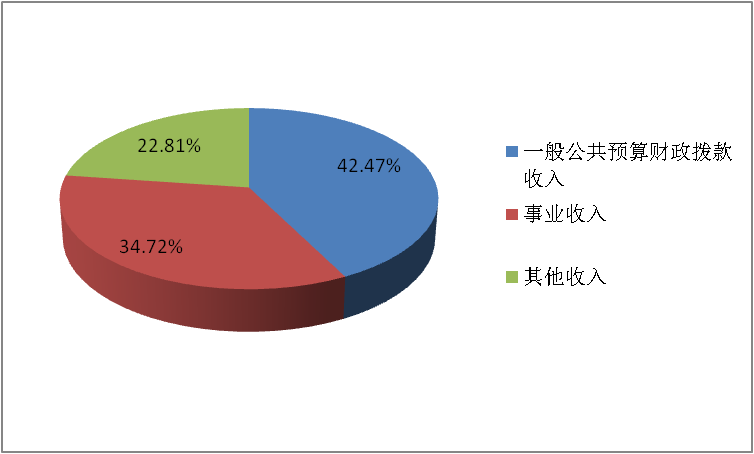 22.81%
42.47%
34.72%
一般公共预算财政拨款
收入
事业收入
其他收入